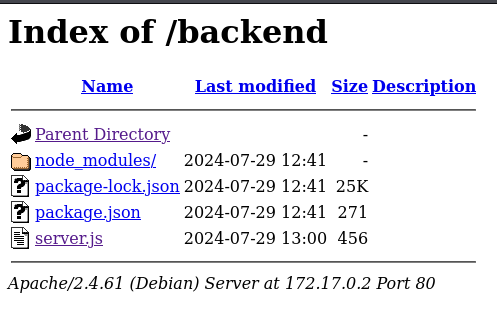 Index of /backend
Name Last modified Size Description
Parent Directory -
node_modules/ 2024-07-29 12:41 -
package-lock.json 2024-07-29 12:41 25K
package.json 2024-07-29 12:41 271
server.js 2024-07-29 13:00 456
Apache/2.4.61 (Debian) Server at 172.17.0.2 Port 80